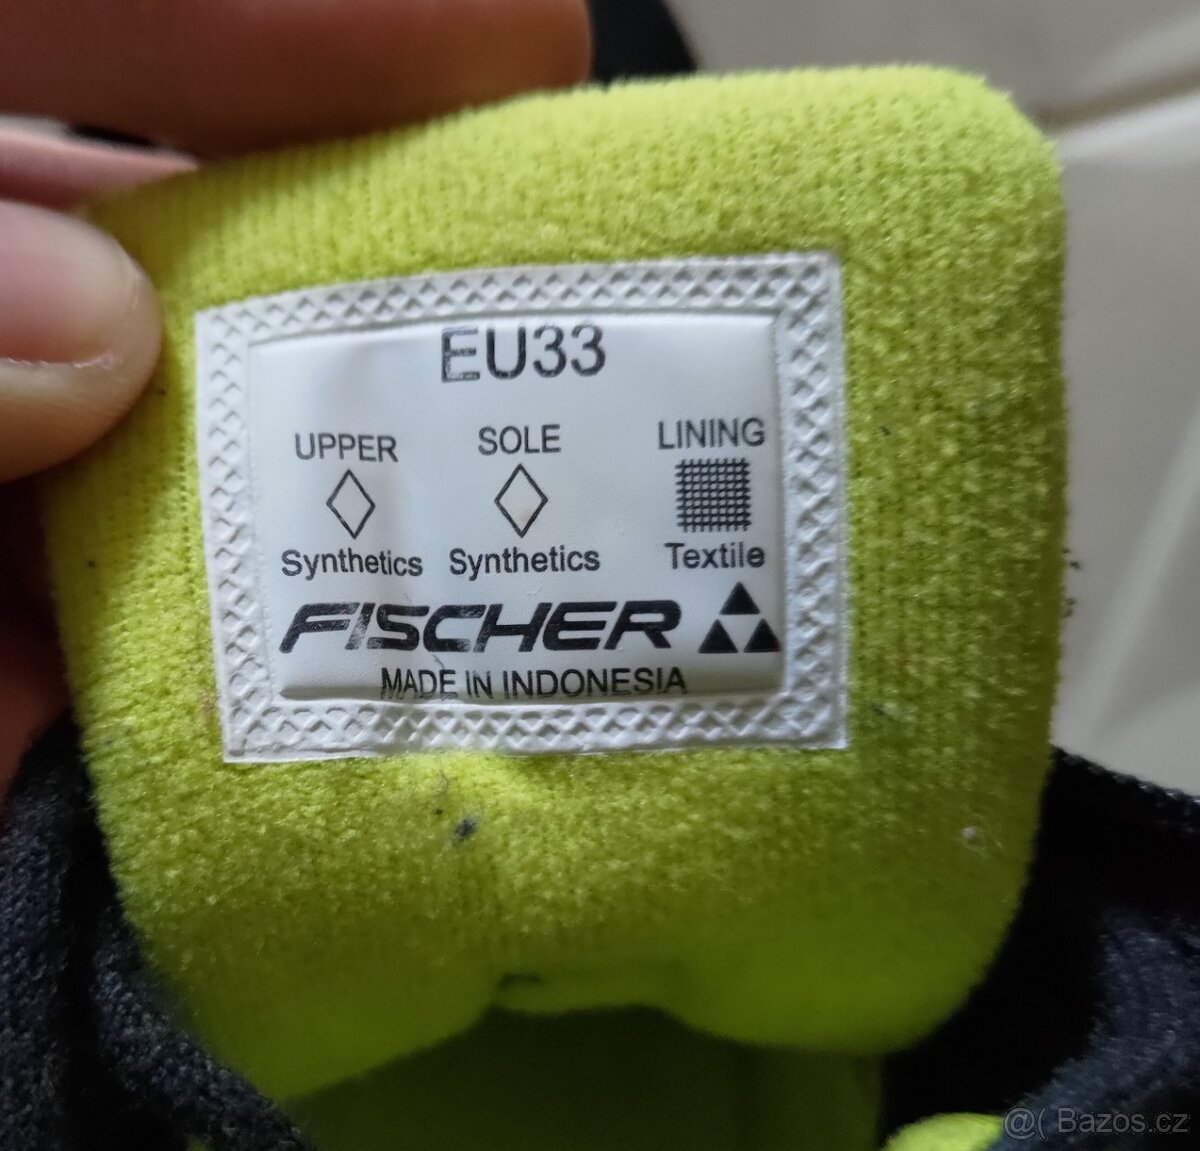 EU33
UPPER SOLE LINING
Synthetics Synthetics Textile
FISCHER
MADE IN INDONESIA
@( Bazos.cz